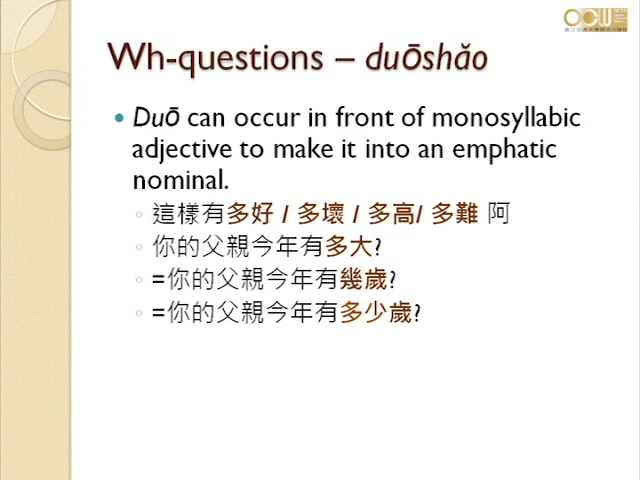 Wh-questions – duōshăo
Duō can occur in front of monosyllabic
adjective to make it into an emphatic
nominal.
這樣有多好 / 多壞 / 多高/ 多難 阿
你的父親今年有多大?
=你的父親今年有幾歲?
=你的父親今年有多少歲?